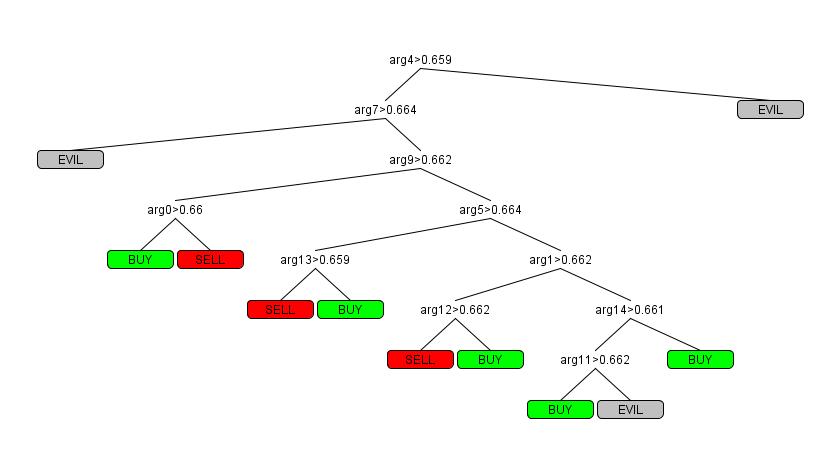 arg4>0.659
arg7>0.664
EVIL
EVIL
arg9>0.662
arg0>0.66
arg5>0.664
BUY
SELL
arg13>0.659
arg1>0.662
SELL
BUY
arg12>0.662
arg14>0.661
SELL
BUY
arg11>0.662
BUY
BUY
EVIL